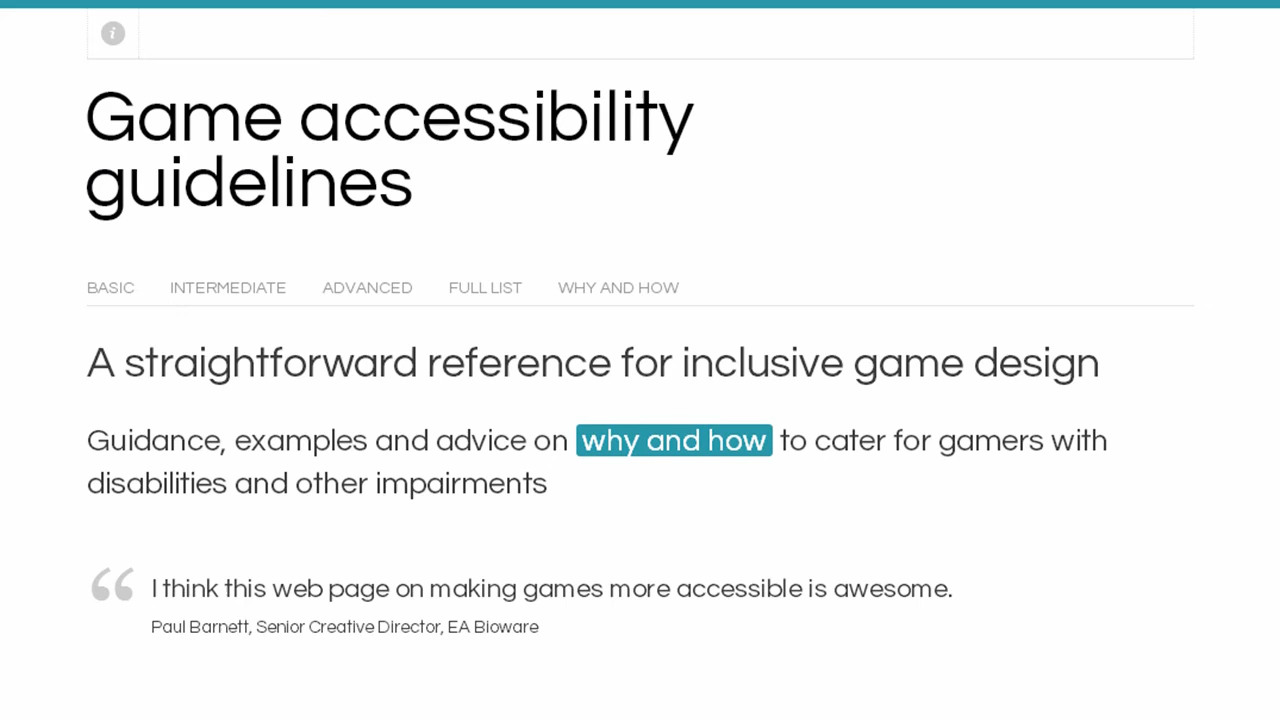 Game accessibility
guidelines
BASIC INTERMEDIATE ADVANCED FULL LIST WHY AND HOW
A straightforward reference for inclusive game design
Guidance, examples and advice on why and how to cater for gamers with
disabilities and other impairments
“ I think this web page on making games more accessible is awesome.
Paul Barnett, Senior Creative Director, EA Bioware